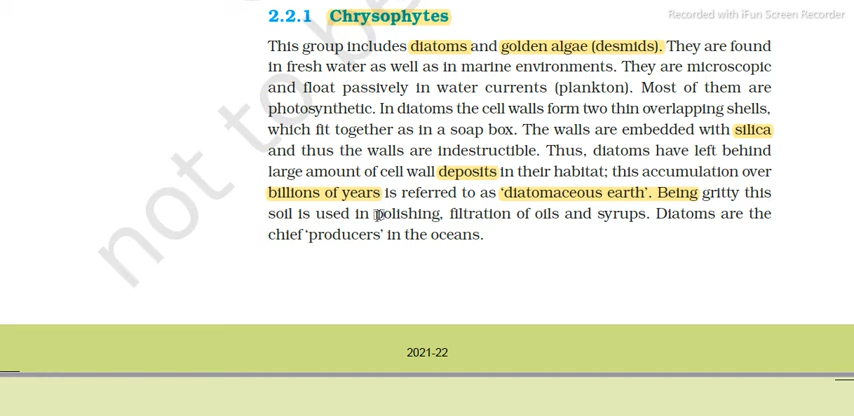 2.2.1 Chrysophytes
Recorded with iFun Screen Recorder
This group includes diatoms and golden algae (desmids). They are found
in fresh water as well as in marine environments. They are microscopic
and float passively in water currents (plankton). Most of them are
photosynthetic. In diatoms the cell walls form two thin overlapping shells,
which fit together as in a soap box. The walls are embedded with silica
and thus the walls are indestructible. Thus, diatoms have left behind
large amount of cell wall deposits in their habitat; this accumulation over
billions of years is referred to as ‘diatomaceous earth’. Being gritty this
soil is used in polishing, filtration of oils and syrups. Diatoms are the
chief ‘producers’ in the oceans.
not to be
2021-22